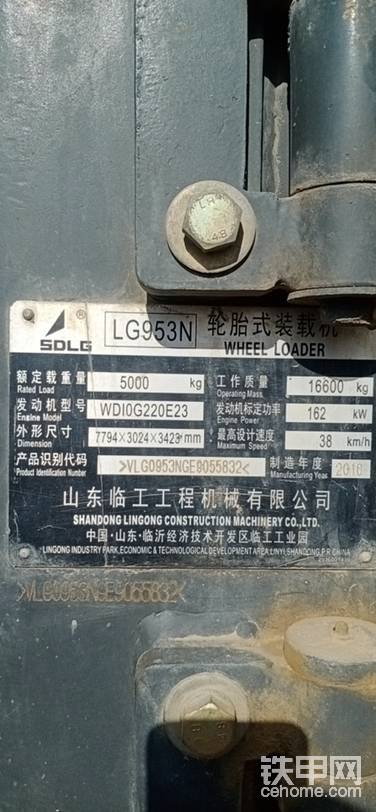 LR4
4.8
SDLG ®
LG953N 轮胎式装载机
WHEEL LOADER
额定载重量 5000 kg 工作质量 16600 kg
Rated Load Operating Mass
发动机型号 WDI0G220E23 发动机标定功率 162 kW
Engine Model Engine Power
外形尺寸 7794×3024×3423 mm 最高设计速度 38 km/h
Dimension Maximum Speed
产品识别代码 >VLG0953NGE9055832< 制造年度
Product Identification Number Manufacturing Year
山东临工工程机械有限公司
SHANDONG LINGONG CONSTRUCTION MACHINERY CO.,LTD.
中国·山东·临沂经济技术开发区临工工业园
LINGONG INDUSTRY PARK,ECONOMIC & TECHNOLOGICAL DEVELOPMENT AREA,LINYI,SHANDONG,P.R.CHINA
>VLG0953NGE9055832<
铁甲网